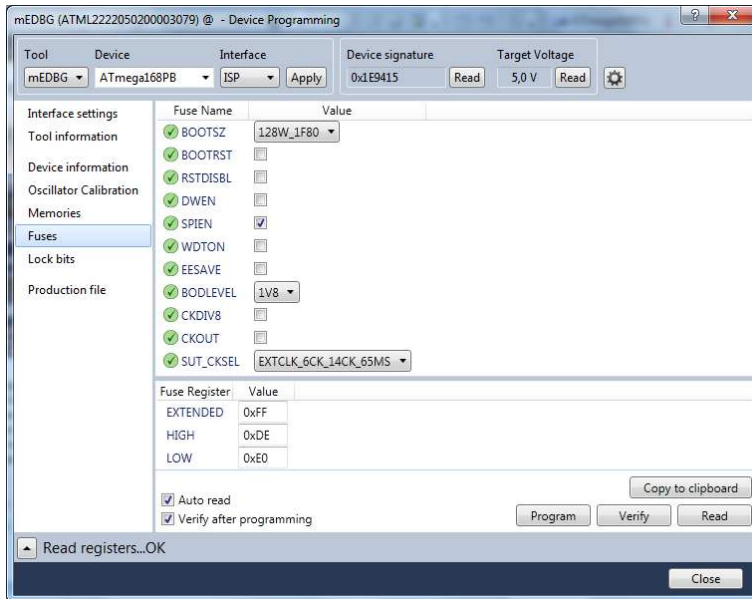 mEDBG (ATML2222050200003079) @  - Device Programming
Tool Device Interface Device signature Target Voltage
mEDBG ATmega168PB ISP Apply 0x1E9415 Read 5,0 V Read
Interface settings
Tool information
Device information
Oscillator Calibration
Memories
Fuses
Lock bits
Production file
Fuse Name Value
BOOTSZ 128W_1F80
BOOTRST
RSTDISBL
DWEN
SPIEN
WDTON
EESAVE
BODLEVEL 1V8
CKDIV8
CKOUT
SUT_CKSEL EXTCLK_6CK_14CK_65MS
Fuse Register Value
EXTENDED 0xFF
HIGH 0xDE
LOW 0xE0
Copy to clipboard
Auto read
Verify after programming
Program Verify Read
Read registers...OK
Close